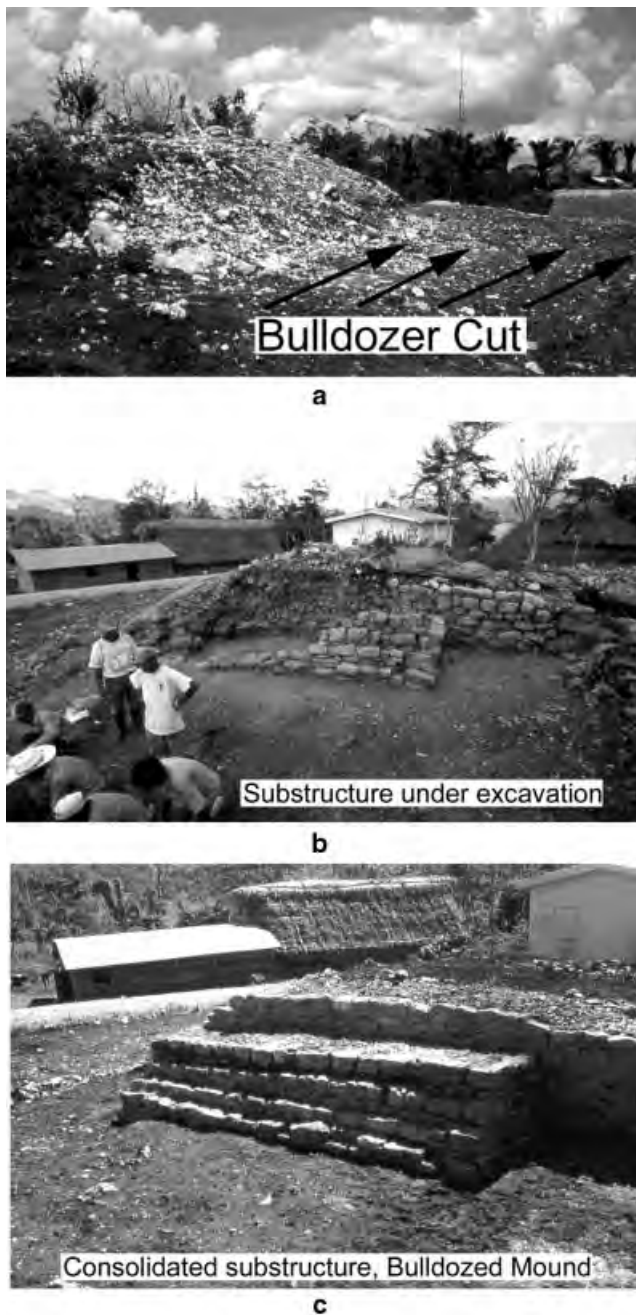 Bulldozer Cut
a
Substructure under excavation
b
Consolidated substructure, Bulldozed Mound
c